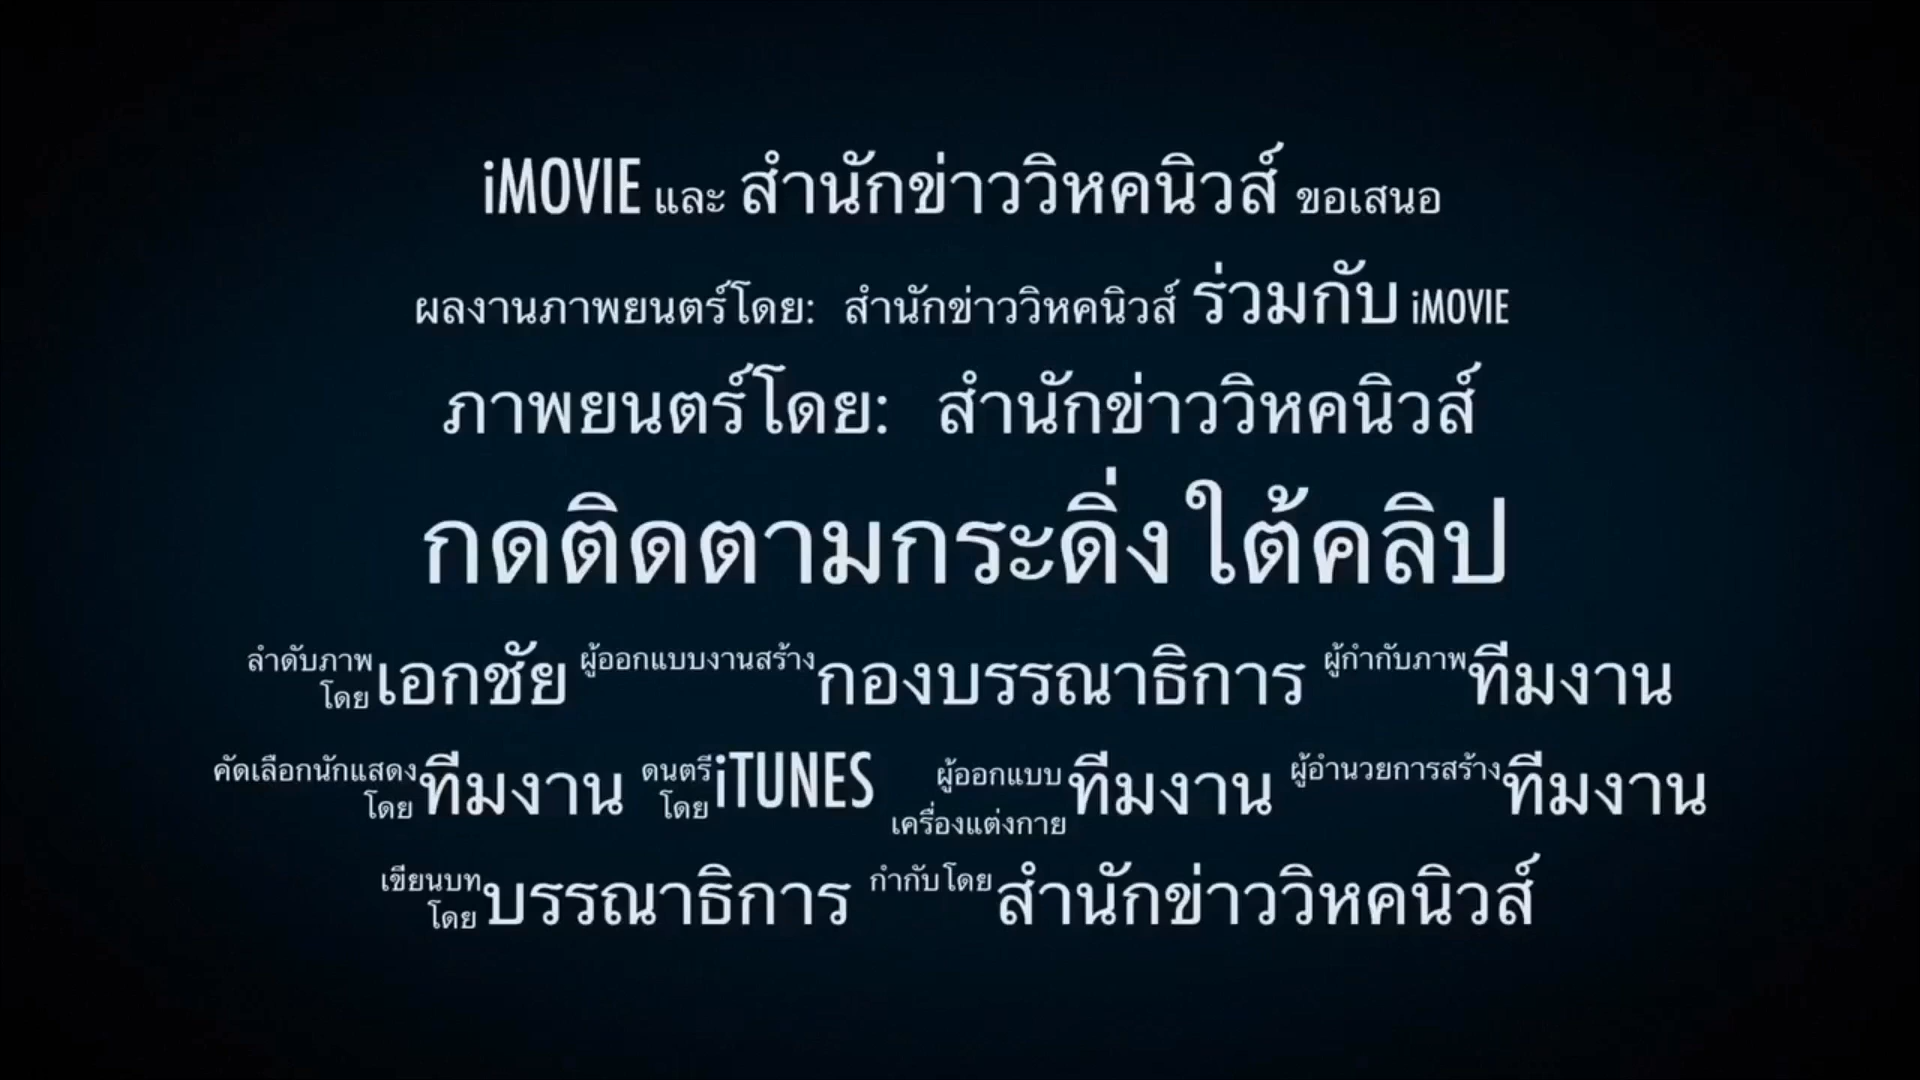 iMOVIE และ สำนักข่าววิหคนิวส์ ขอเสนอ
ผลงานภาพยนตร์โดย: สำนักข่าววิหคนิวส์ ร่วมกับ iMOVIE
ภาพยนตร์โดย: สำนักข่าววิหคนิวส์
กดติดตามกระดิ่งใต้คลิป
ลำดับภาพโดย เอกชัย ผู้ออกแบบงานสร้าง กองบรรณาธิการ ผู้กำกับภาพ ทีมงาน
คัดเลือกนักแสดงโดย ทีมงาน ดนตรีโดย iTUNES ผู้ออกแบบเครื่องแต่งกาย ทีมงาน ผู้อำนวยการสร้าง ทีมงาน
เขียนบทโดย บรรณาธิการ กำกับโดย สำนักข่าววิหคนิวส์